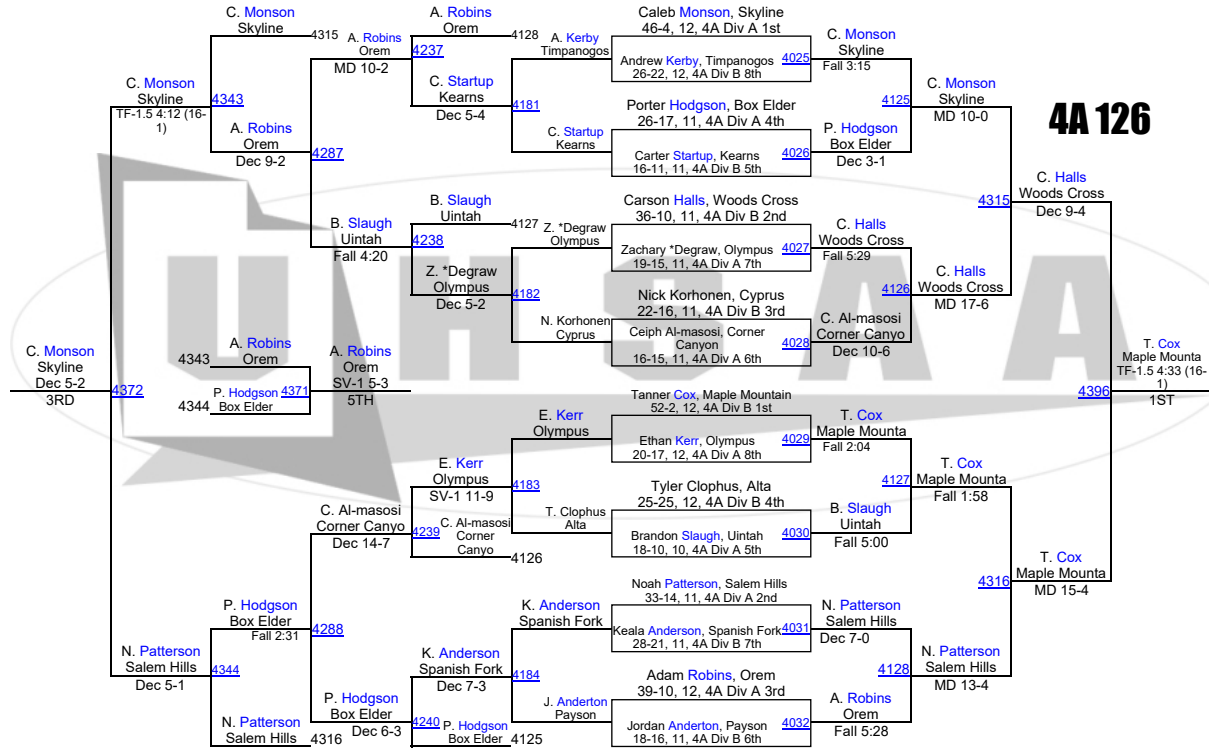 4A 126
UHSAA
Caleb Monson, Skyline
46-4, 12, 4A Div A 1st
Andrew Kerby, Timpanogos
26-22, 12, 4A Div B 8th
4025
Porter Hodgson, Box Elder
26-17, 11, 4A Div A 4th
Carter Startup, Kearns
16-11, 11, 4A Div B 5th
4026
Carson Halls, Woods Cross
36-10, 11, 4A Div B 2nd
Zachary *Degraw, Olympus
19-15, 11, 4A Div A 7th
4027
Nick Korhonen, Cyprus
22-16, 11, 4A Div B 3rd
Ceiph Al-masosi, Corner
Canyon
16-15, 11, 4A Div A 6th
4028
Tanner Cox, Maple Mountain
52-2, 12, 4A Div B 1st
Ethan Kerr, Olympus
20-17, 12, 4A Div A 8th
4029
Tyler Clophus, Alta
25-25, 12, 4A Div B 4th
Brandon Slaugh, Uintah
18-10, 10, 4A Div A 5th
4030
Noah Patterson, Salem Hills
33-14, 11, 4A Div A 2nd
Keala Anderson, Spanish Fork
28-21, 11, 4A Div B 7th
4031
Adam Robins, Orem
39-10, 12, 4A Div A 3rd
Jordan Anderton, Payson
18-16, 11, 4A Div B 6th
4032
C. Monson
Skyline
Fall 3:15
4125
P. Hodgson
Box Elder
Dec 3-1
C. Halls
Woods Cross
Fall 5:29
4126
C. Al-masosi
Corner Canyo
Dec 10-6
T. Cox
Maple Mounta
Fall 2:04
4127
B. Slaugh
Uintah
Fall 5:00
N. Patterson
Salem Hills
Dec 7-0
4128
A. Robins
Orem
Fall 5:28
C. Monson
Skyline
MD 10-0
4315
C. Halls
Woods Cross
MD 17-6
T. Cox
Maple Mounta
Fall 1:58
4316
N. Patterson
Salem Hills
MD 13-4
C. Halls
Woods Cross
Dec 9-4
T. Cox
Maple Mounta
MD 15-4
4396
T. Cox
Maple Mounta
TF-1.5 4:33 (16-
1)
1ST
A. Kerby
Timpanogos
4181
C. Startup
Kearns
Z. *Degraw
Olympus
4182
N. Korhonen
Cyprus
E. Kerr
Olympus
4183
T. Clophus
Alta
K. Anderson
Spanish Fork
4184
J. Anderton
Payson
A. Robins
Orem
4128
4237
C. Startup
Kearns
Dec 5-4
B. Slaugh
Uintah
4127
4238
Z. *Degraw
Olympus
Dec 5-2
E. Kerr
Olympus
SV-1 11-9
4239
C. Al-masosi
Corner
Canyo
4126
K. Anderson
Spanish Fork
Dec 7-3
4240
P. Hodgson
Box Elder
4125
A. Robins
Orem
MD 10-2
4287
B. Slaugh
Uintah
Fall 4:20
C. Al-masosi
Corner Canyo
Dec 14-7
4288
P. Hodgson
Box Elder
Dec 6-3
C. Monson
Skyline
4315
4343
A. Robins
Orem
Dec 9-2
P. Hodgson
Box Elder
Fall 2:31
4344
N. Patterson
Salem Hills
4316
C. Monson
Skyline
TF-1.5 4:12 (16-
1)
4372
N. Patterson
Salem Hills
Dec 5-1
C. Monson
Skyline
Dec 5-2
3RD
4343
A. Robins
Orem
4371
4344
P. Hodgson
Box Elder
A. Robins
Orem
SV-1 5-3
5TH